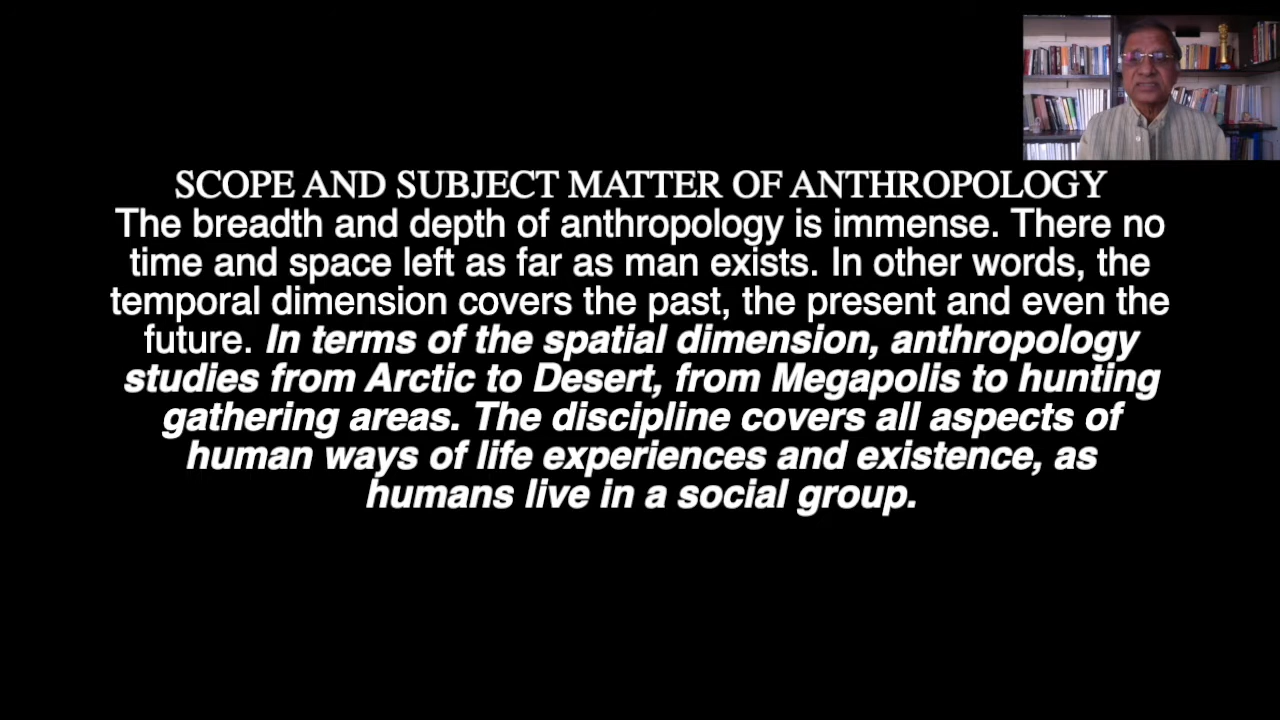 SCOPE AND SUBJECT MATTER OF ANTHROPOLOGY
The breadth and depth of anthropology is immense. There no
time and space left as far as man exists. In other words, the
temporal dimension covers the past, the present and even the
future. In terms of the spatial dimension, anthropology
studies from Arctic to Desert, from Megapolis to hunting
gathering areas. The discipline covers all aspects of
human ways of life experiences and existence, as
humans live in a social group.